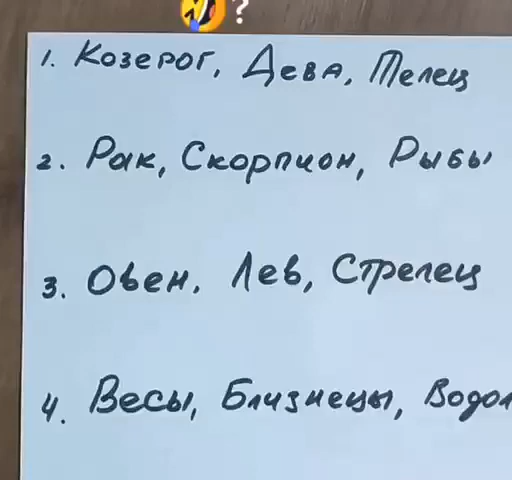 ?
1. Козерог, Дева, Телец
2. Рак, Скорпион, Рыбы
3. Овен, Лев, Стрелец
4. Весы, Близнецы,